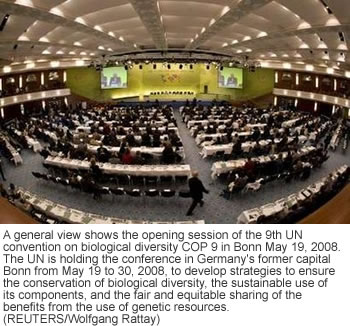 A general view shows the opening session of the 9th UN
convention on biological diversity COP 9 in Bonn May 19, 2008.
The UN is holding the conference in Germany's former capital
Bonn from May 19 to 30, 2008, to develop strategies to ensure
the conservation of biological diversity, the sustainable use of
its components, and the fair and equitable sharing of the
benefits from the use of genetic resources.
(REUTERS/Wolfgang Rattay)